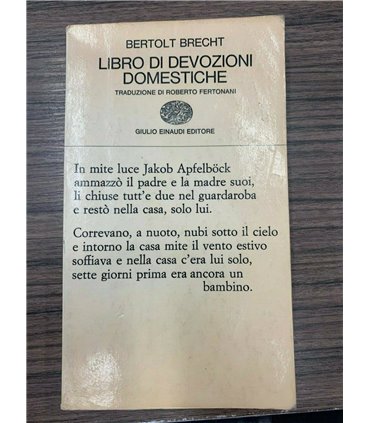 BERTOLT BRECHT
LIBRO DI DEVOZIONI
DOMESTICHE
TRADUZIONE DI ROBERTO FERTONANI
GIULIO EINAUDI EDITORE
In mite luce Jakob Apfelböck
ammazzò il padre e la madre suoi,
li chiuse tutt'e due nel guardaroba
e restò nella casa, solo lui.
Correvano, a nuoto, nubi sotto il cielo
e intorno la casa mite il vento estivo
soffiava e nella casa c'era lui solo,
sette giorni prima era ancora un
bambino.